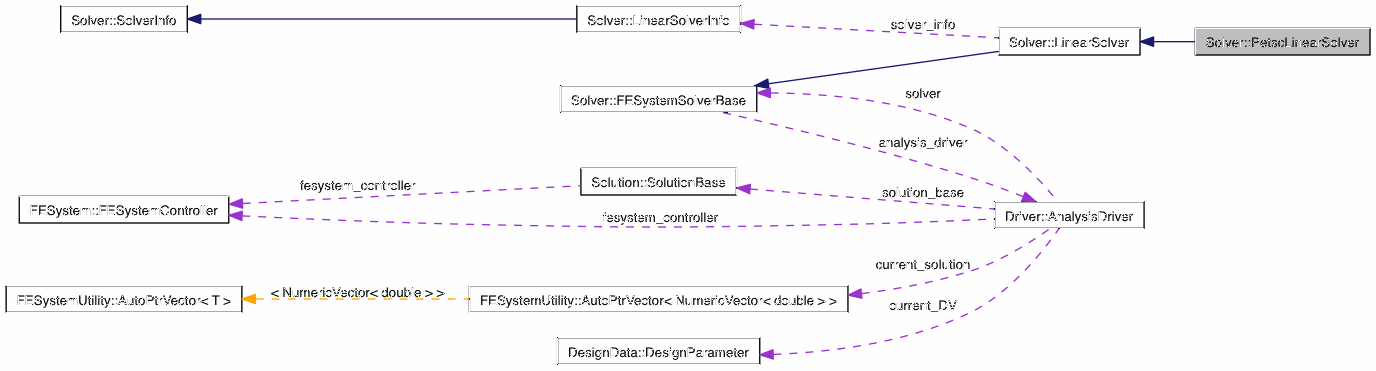 Solver::SolverInfo
Solver::LinearSolverInfo
solver_info
Solver::LinearSolver
Solver::PetscLinearSolver
Solver::FESystemSolverBase
solver
analysis_driver
Solution::SolutionBase
fesystem_controller
solution_base
FESystem::FESystemController
fesystem_controller
Driver::AnalysisDriver
current_solution
FESystemUtility::AutoPtrVector< T >
< NumericVector< double > >
FESystemUtility::AutoPtrVector< NumericVector< double > >
current_DV
DesignData::DesignParameter